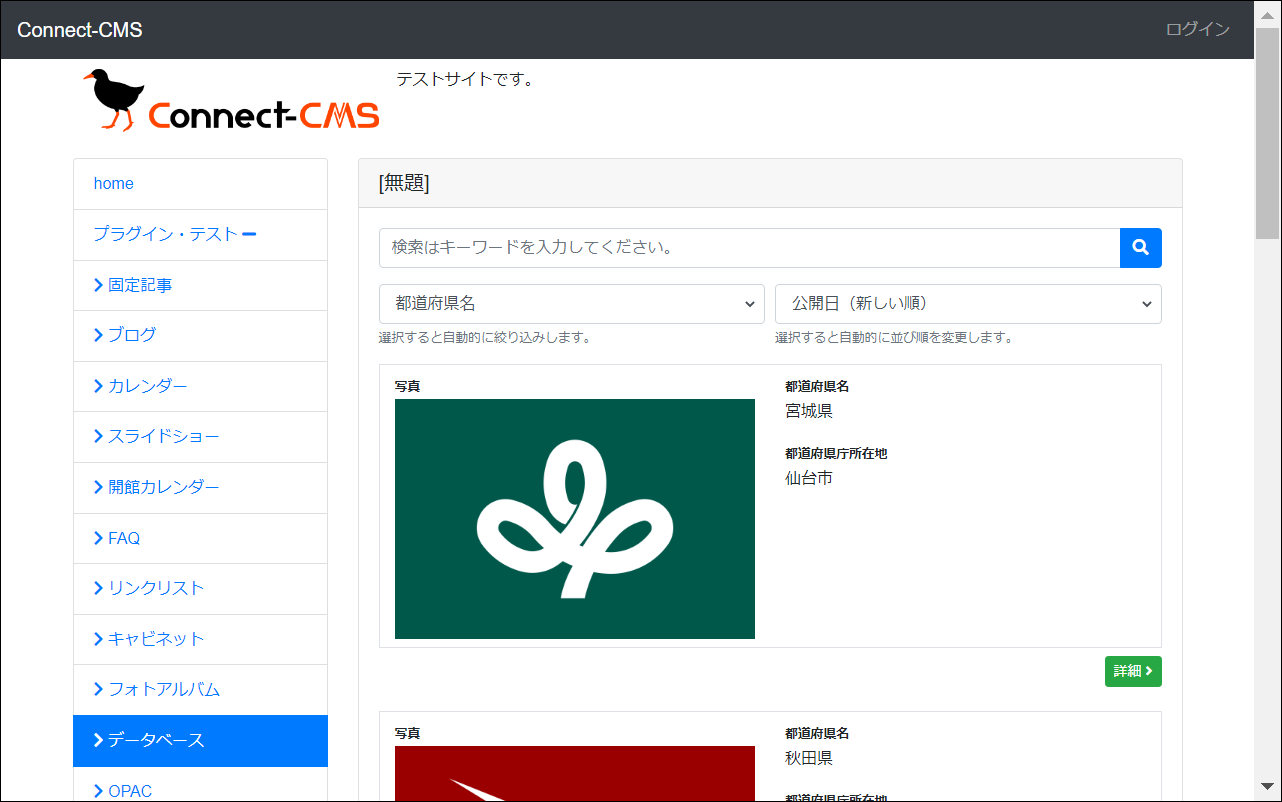 Connect-CMS
ログイン
Connect-CMS
テストサイトです。
home
プラグイン・テスト
固定記事
ブログ
カレンダー
スライドショー
開館カレンダー
FAQ
リンクリスト
キャビネット
フォトアルバム
データベース
OPAC
[無題]
検索はキーワードを入力してください。
都道府県名
公開日（新しい順）
選択すると自動的に絞り込みします。
選択すると自動的に並び順を変更します。
写真
都道府県名
宮城県
都道府県庁所在地
仙台市
詳細
写真
都道府県名
秋田県
都道府県庁所在地